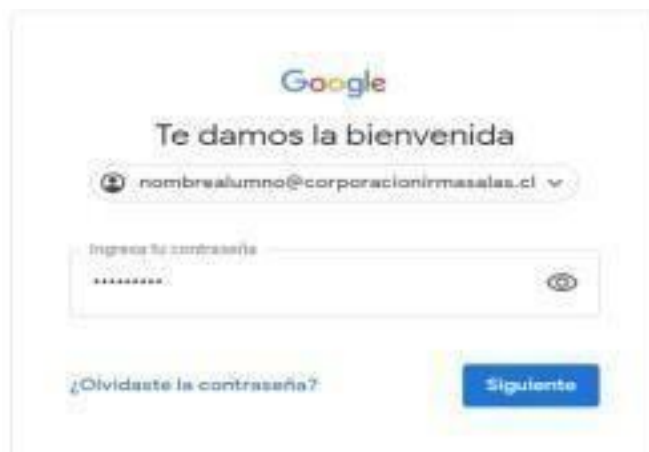 Google
Te damos la bienvenida
nombrealumno@corporacionirmasalas.cl
Ingresa tu contraseña
•••••••••
¿Olvidaste la contraseña?
Siguiente